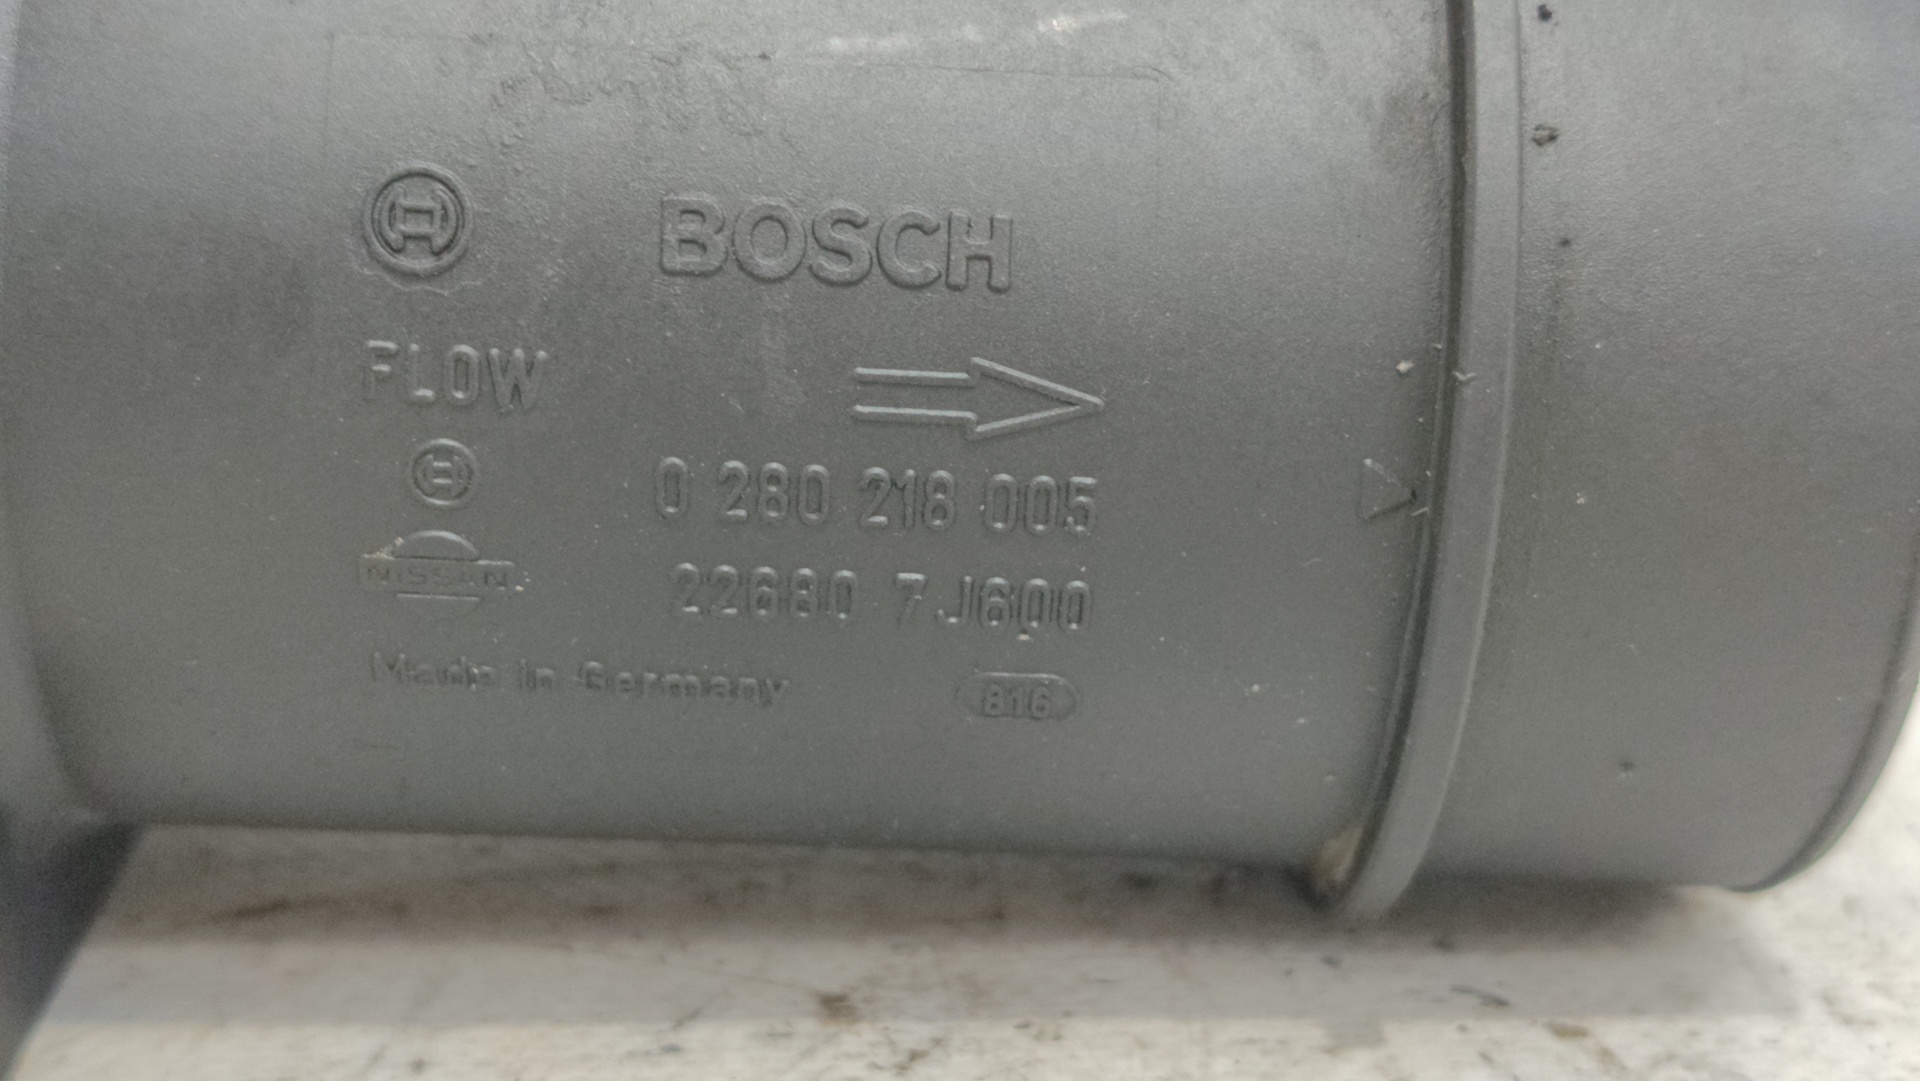 BOSCH
FLOW
0 280 218 005
NISSAN
22680 7J600
Made in Germany
816